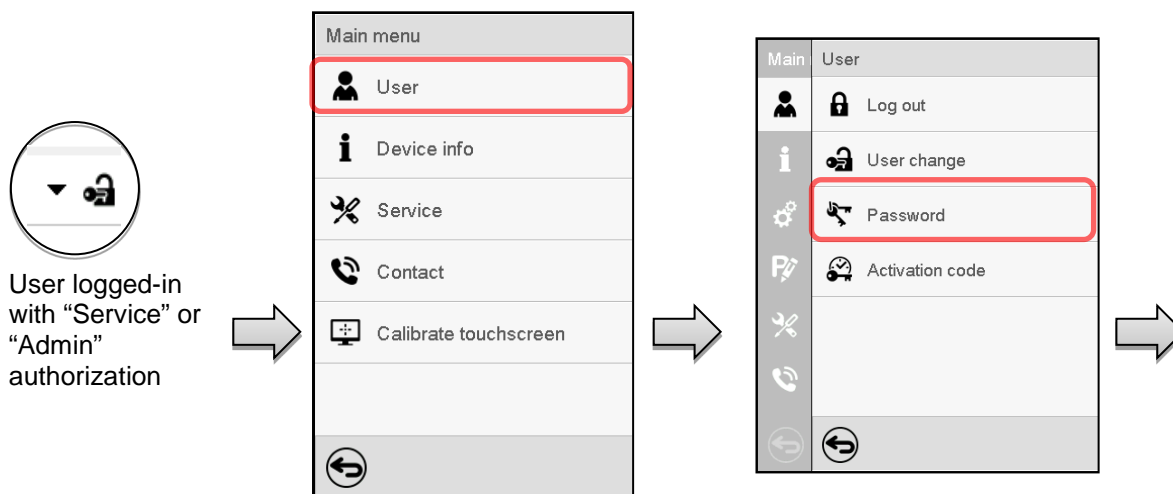 User logged-in
with “Service” or
“Admin”
authorization
Main menu
User
Device info
Service
Contact
Calibrate touchscreen
Main
User
Log out
User change
Password
Activation code